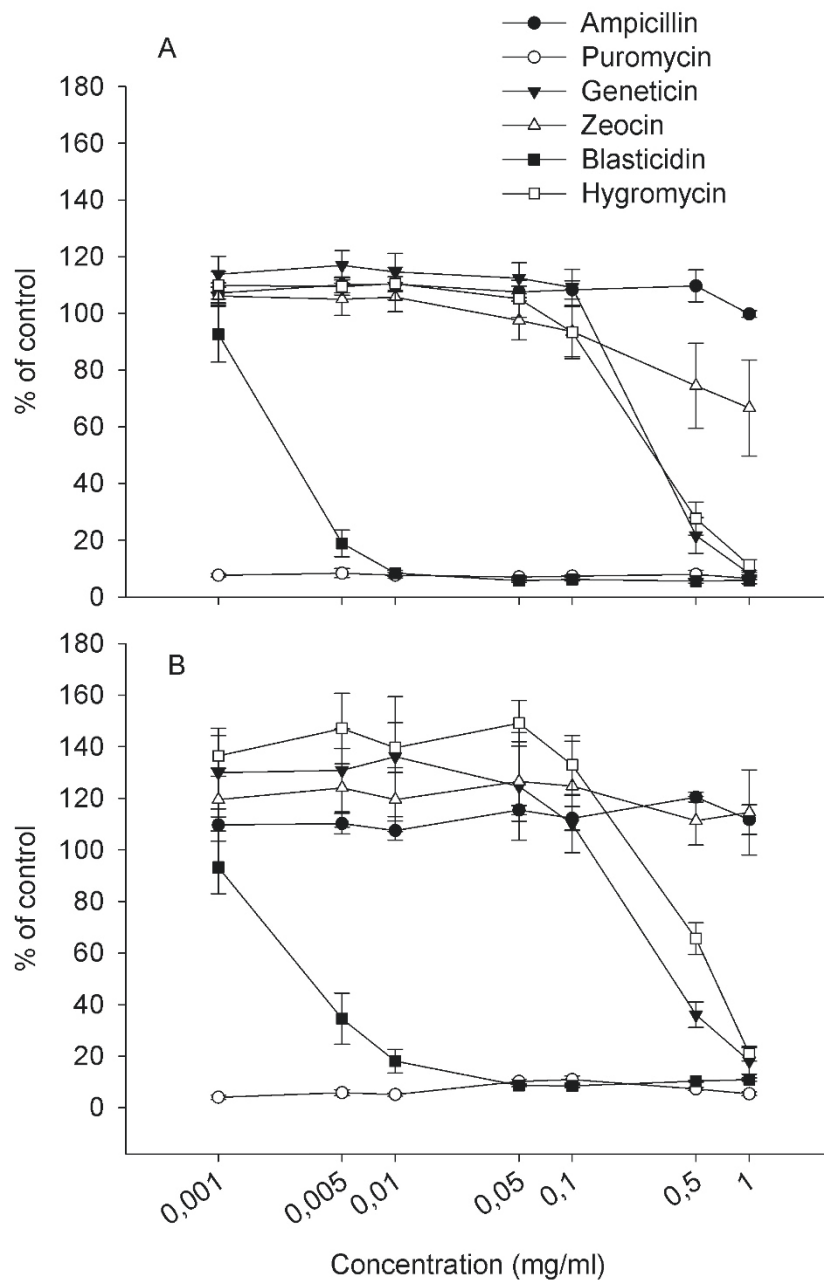 A
Ampicillin
Puromycin
Geneticin
Zeocin
Blasticidin
Hygromycin
180
160
140
120
100
80
60
40
20
0
% of control
B
180
160
140
120
100
80
60
40
20
0
% of control
0,001
0,005
0,01
0,05
0,1
0,5
1
Concentration (mg/ml)